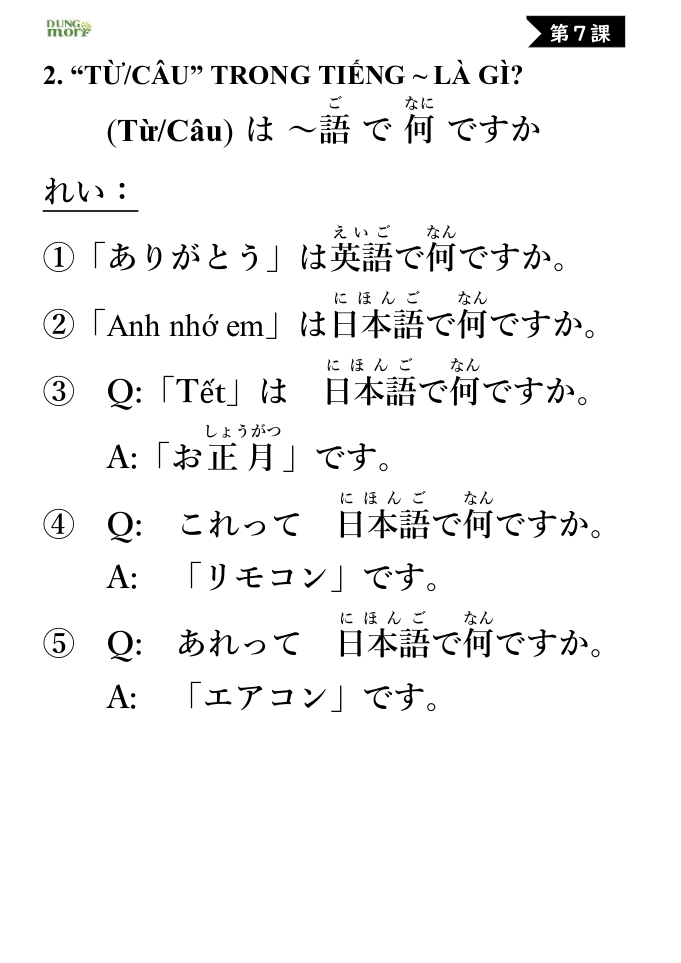 DUNG
mori
第７課
2. “TỪ/CÂU” TRONG TIẾNG ~ LÀ GÌ?
ご なに
(Từ/Câu) は ～語 で 何 ですか
れい：
えいご なん
①「ありがとう」は英語で何ですか。
にほんご なん
②「Anh nhớ em」は日本語で何ですか。
にほんご なん
③ Q:「Tết」は 日本語で何ですか。
しょうがつ
A:「お正月」です。
にほんご なん
④ Q: これって 日本語で何ですか。
A: 「リモコン」です。
にほんご なん
⑤ Q: あれって 日本語で何ですか。
A: 「エアコン」です。